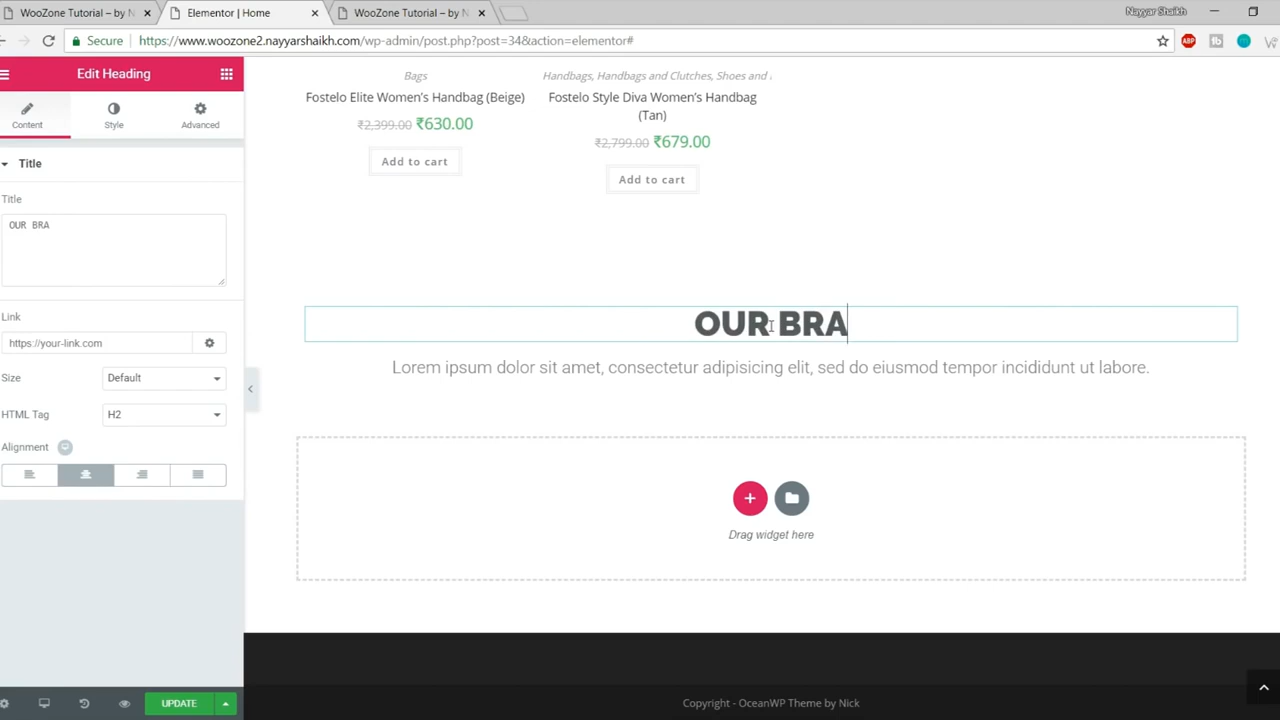 WooZone Tutorial – by N
Elementor | Home
WooZone Tutorial – by N
Nayyar Shaikh
Secure
https://www.woozone2.nayyarshaikh.com/wp-admin/post.php?post=34&action=elementor#
ABP
Edit Heading
Content
Style
Advanced
Title
Title
OUR BRA
Link
https://your-link.com
Size
Default
HTML Tag
H2
Alignment
UPDATE
Bags
Fostelo Elite Women’s Handbag (Beige)
₹2,399.00 ₹630.00
Add to cart
Handbags, Handbags and Clutches, Shoes and
Fostelo Style Diva Women’s Handbag
(Tan)
₹2,799.00 ₹679.00
Add to cart
OUR BRA
Lorem ipsum dolor sit amet, consectetur adipisicing elit, sed do eiusmod tempor incididunt ut labore.
Drag widget here
Copyright - OceanWP Theme by Nick